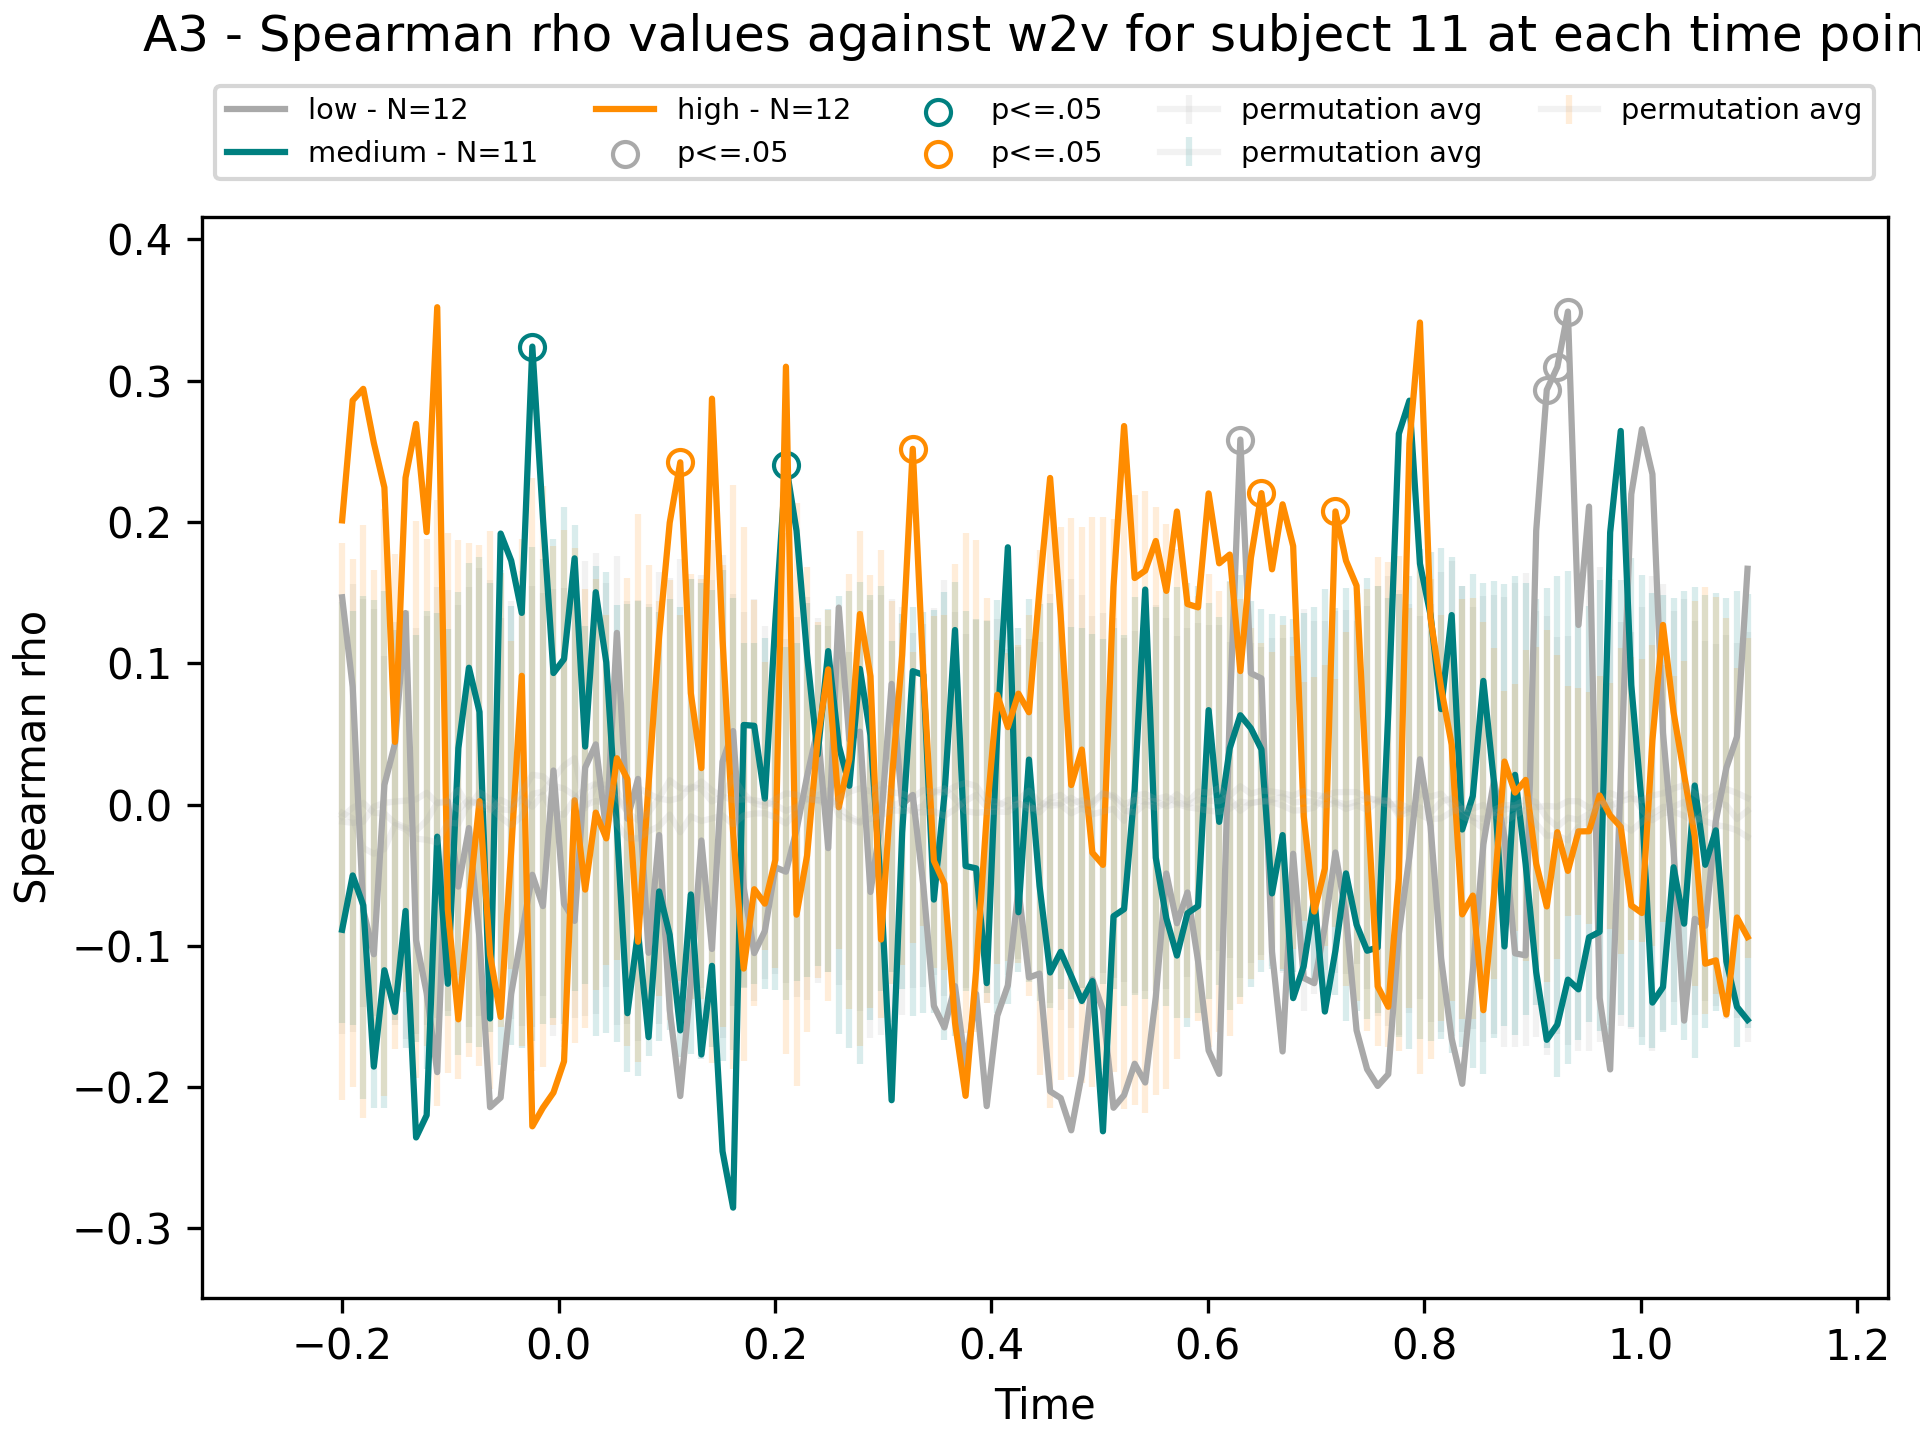 A3 - Spearman rho values against w2v for subject 11 at each time poin
low - N=12
medium - N=11
high - N=12
p<=.05
p<=.05
p<=.05
permutation avg
permutation avg
permutation avg
Spearman rho
0.4
0.3
0.2
0.1
0.0
−0.1
−0.2
−0.3
−0.2 0.0 0.2 0.4 0.6 0.8 1.0 1.2
Time